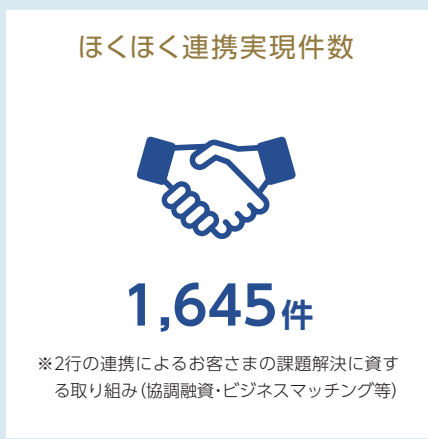 ほくほく連携実現件数
1,645件
※2行の連携によるお客さまの課題解決に資す
る取り組み(協調融資・ビジネスマッチング等)